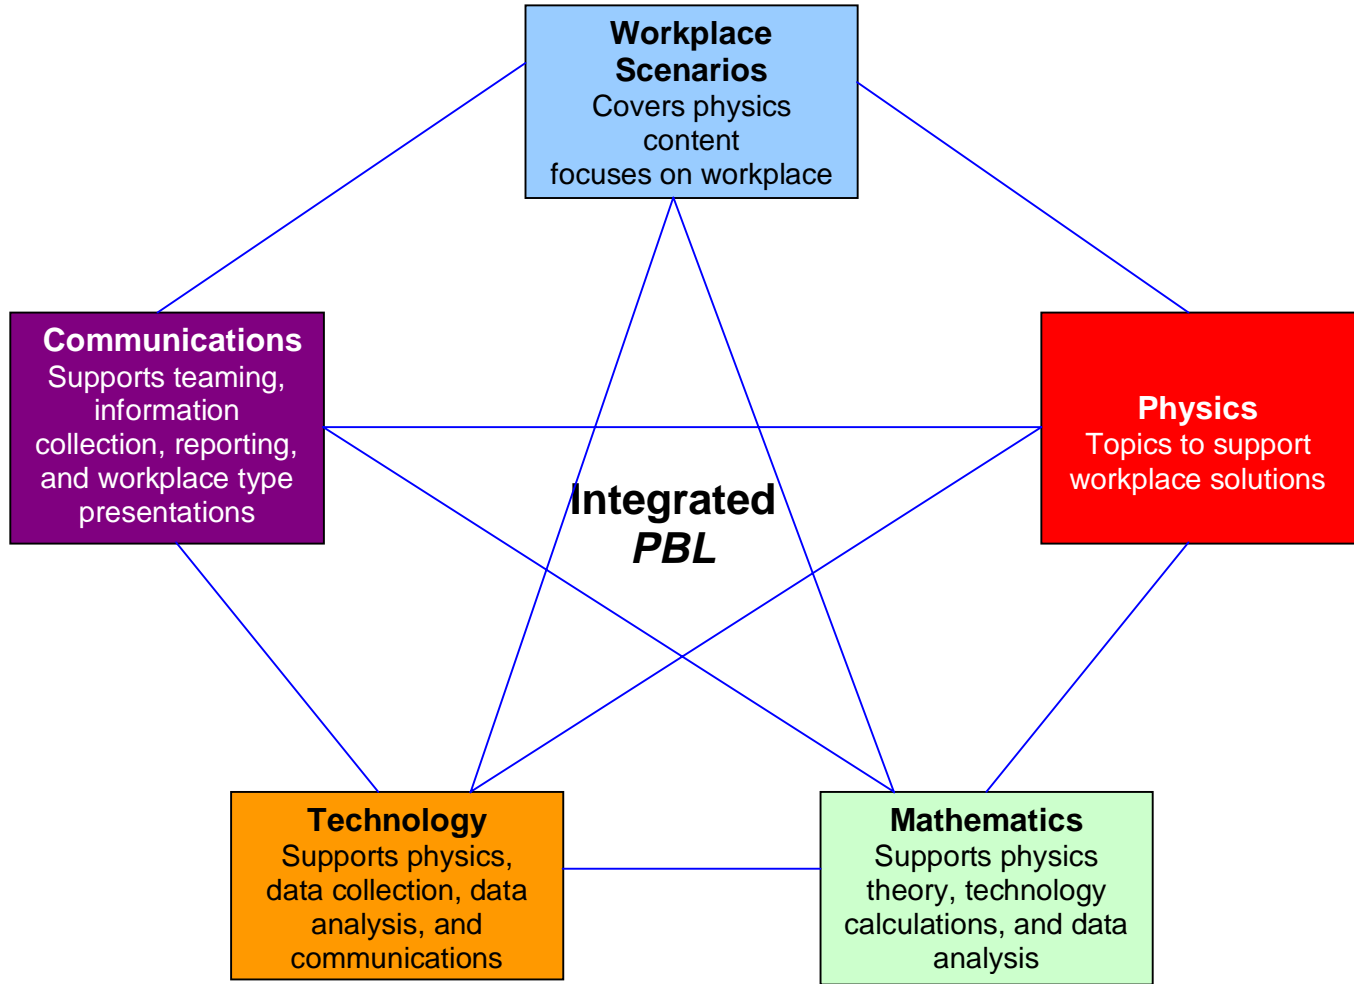 Workplace
Scenarios
Covers physics
content
focuses on workplace
Communications
Supports teaming,
information
collection, reporting,
and workplace type
presentations
Physics
Topics to support
workplace solutions
Integrated
PBL
Technology
Supports physics,
data collection, data
analysis, and
communications
Mathematics
Supports physics
theory, technology
calculations, and data
analysis